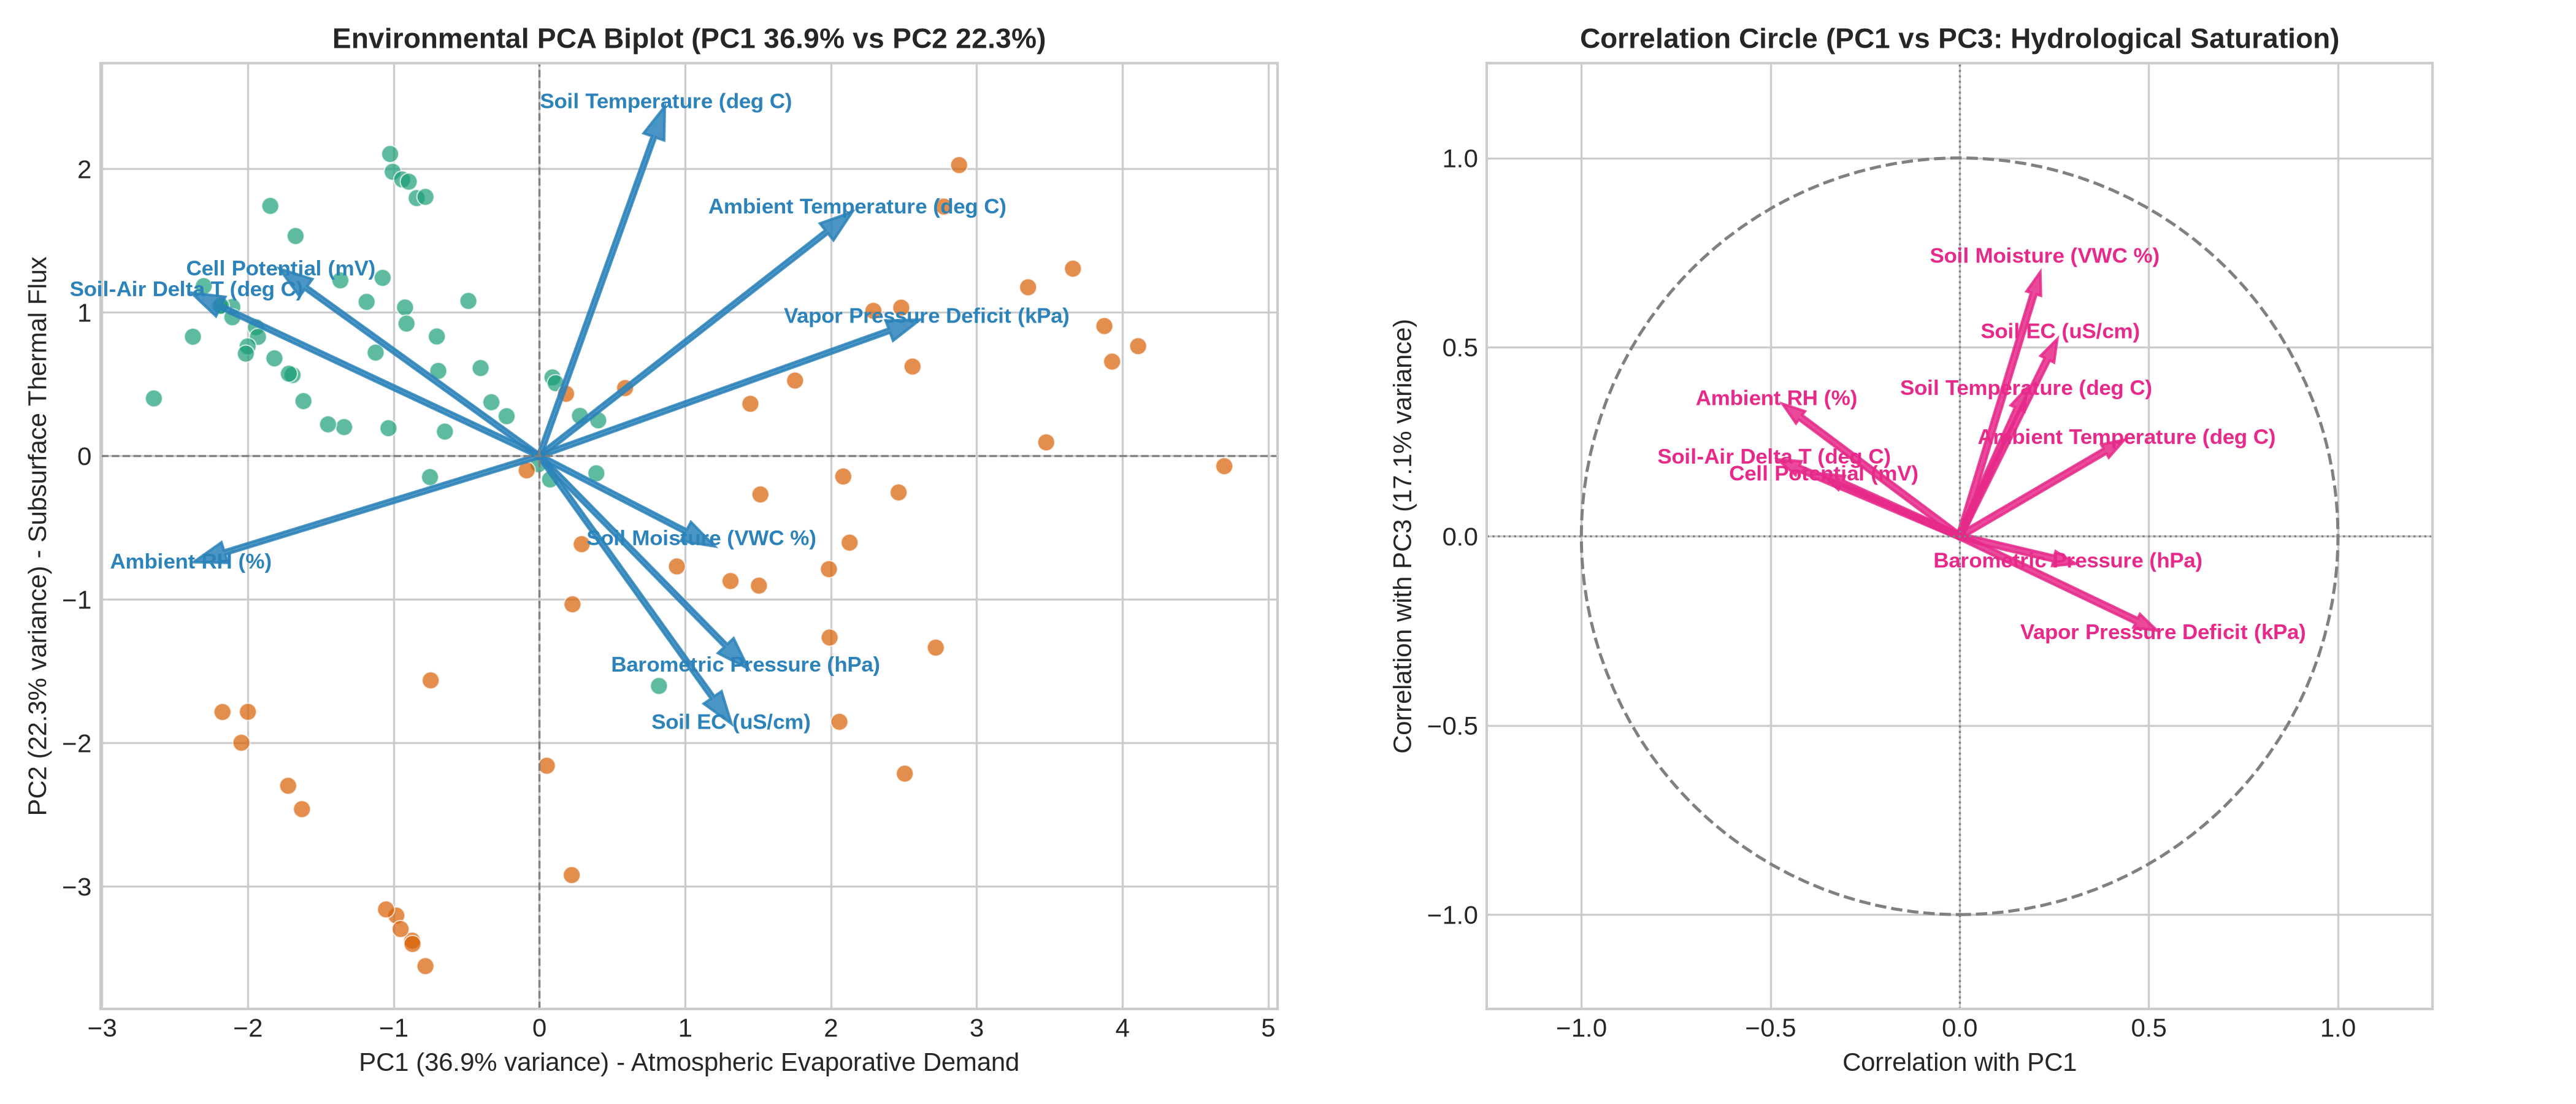 Environmental PCA Biplot (PC1 36.9% vs PC2 22.3%)
PC2 (22.3% variance) - Subsurface Thermal Flux
2
1
0
−1
−2
−3
Soil Temperature (deg C)
Ambient Temperature (deg C)
Cell Potential (mV)
Soil-Air Delta T (deg C)
Vapor Pressure Deficit (kPa)
Soil Moisture (VWC %)
Ambient RH (%)
Barometric Pressure (hPa)
Soil EC (uS/cm)
−3
−2
−1
0
1
2
3
4
5
PC1 (36.9% variance) - Atmospheric Evaporative Demand
Correlation Circle (PC1 vs PC3: Hydrological Saturation)
Correlation with PC3 (17.1% variance)
1.0
0.5
0.0
−0.5
−1.0
Soil Moisture (VWC %)
Soil EC (uS/cm)
Soil Temperature (deg C)
Ambient RH (%)
Ambient Temperature (deg C)
Soil-Air Delta T (deg C)
Cell Potential (mV)
Barometric Pressure (hPa)
Vapor Pressure Deficit (kPa)
−1.0
−0.5
0.0
0.5
1.0
Correlation with PC1